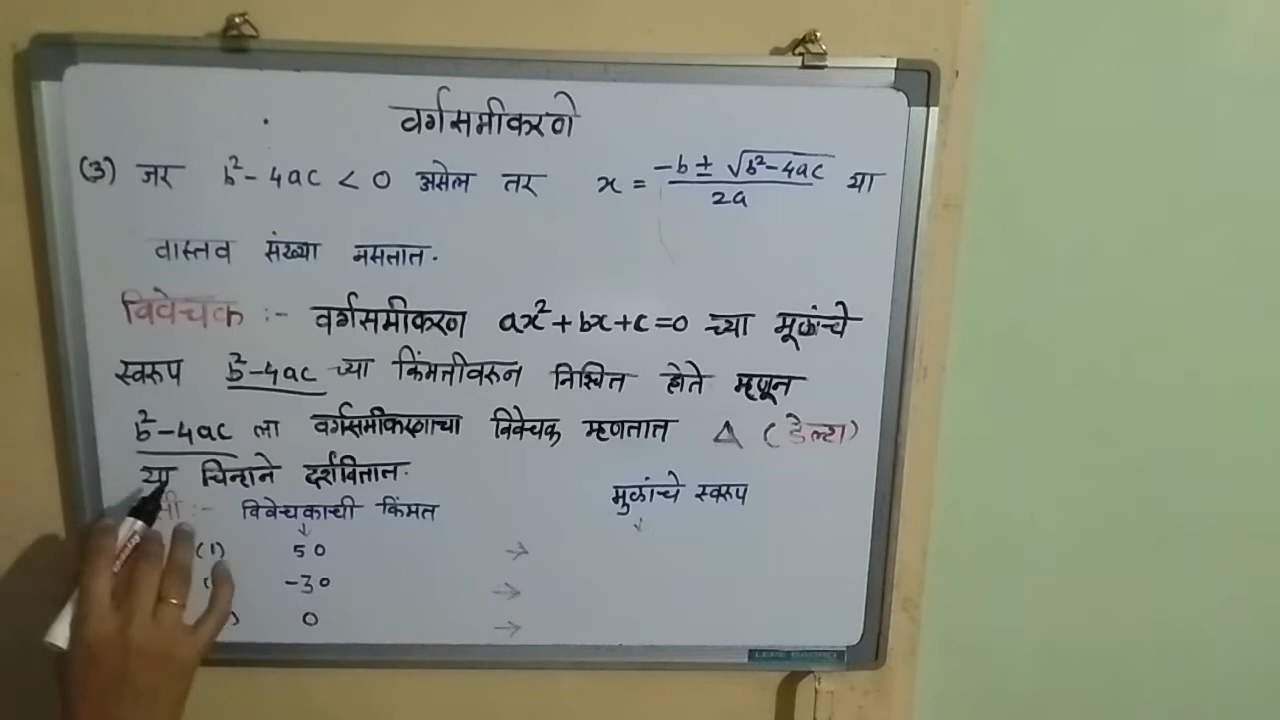 वर्गसमीकरणे
(3) जर b²-4ac < 0 असेल तर x = -b ± √b²-4ac / 2a या
वास्तव संख्या नसतात.
विवेचक :- वर्गसमीकरण ax²+bx+c=0 च्या मूळांचे
स्वरूप b²-4ac च्या किंमतीवरून निश्चित होते म्हणून
b²-4ac ला वर्गसमीकरणाचा विवेचक म्हणतात Δ (डेल्टा)
या चिन्हाने दर्शवितात.
:- विवेचकाची किंमत मुळांचे स्वरूप
↓ ↓
(1) 50 →
-30 →
) 0 →